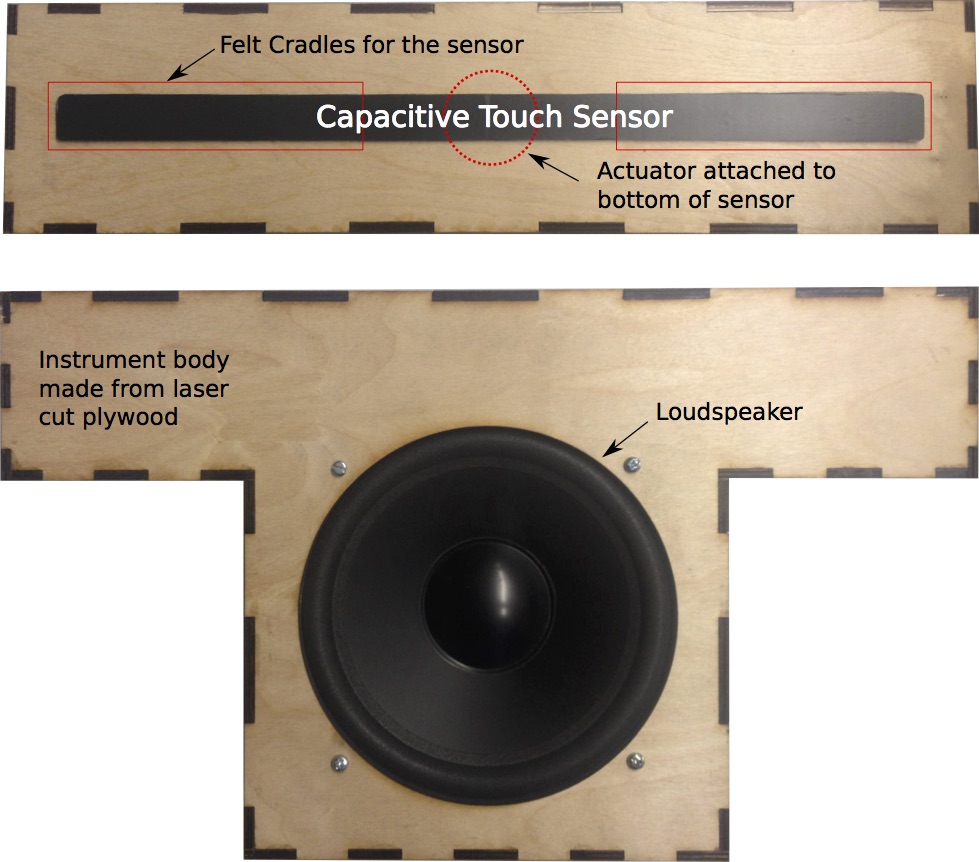 Felt Cradles for the sensor
Capacitive Touch Sensor
Actuator attached to
bottom of sensor
Instrument body
made from laser
cut plywood
Loudspeaker